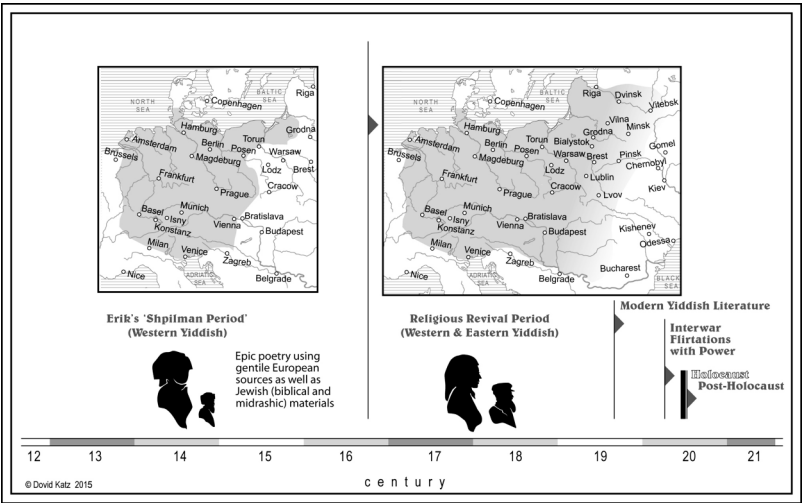 NORTH
SEA
BALTIC
SEA
Copenhagen
Riga
Hamburg
Grodna
Amsterdam
Berlin
Torun
Posen
Warsaw
Brüssels
Magdeburg
Lodz
Brest
Frankfurt
Prague
Cracow
Munich
Basel
Isny
Vienna
Bratislava
Konstanz
Budapest
Milan
Venice
Zagreb
Nice
ADRIATIC
SEA
Belgrade
NORTH
SEA
BALTIC
SEA
Copenhagen
Riga
Dvinsk
Vitebsk
Hamburg
Vilna
Minsk
Grodna
Amsterdam
Berlin
Torun
Bialystok
Posen
Warsaw
Brest
Pinsk
Gomel
Brüssels
Magdeburg
Lodz
Chernobyl
Frankfurt
Lublin
Kiev
Prague
Cracow
Lvov
Munich
Basel
Isny
Vienna
Bratislava
Konstanz
Budapest
Kishenev
Odessa
Milan
Venice
Zagreb
Bucharest
Nice
ADRIATIC
SEA
Belgrade
BLACK
SEA
Erik's 'Shpilman Period'
(Western Yiddish)
Epic poetry using
gentile European
sources as well as
Jewish (biblical and
midrashic) materials
Religious Revival Period
(Western & Eastern Yiddish)
Modern Yiddish Literature
Interwar
Flirtations
with Power
Holocaust
Post-Holocaust
12 13 14 15 16 17 18 19 20 21
century
© Dovid Katz 2015